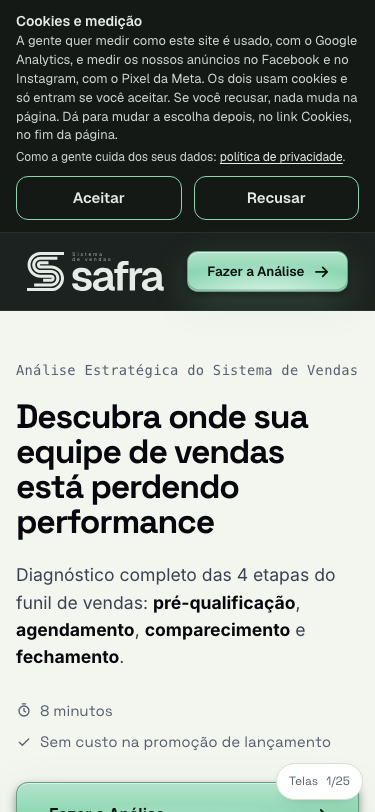 Cookies e medição
A gente quer medir como este site é usado, com o Google
Analytics, e medir os nossos anúncios no Facebook e no
Instagram, com o Pixel da Meta. Os dois usam cookies e
só entram se você aceitar. Se você recusar, nada muda na
página. Dá para mudar a escolha depois, no link Cookies,
no fim da página.
Como a gente cuida dos seus dados: política de privacidade.
Aceitar
Recusar
Sistema
de vendas
safra
Fazer a Análise
Análise Estratégica do Sistema de Vendas
Descubra onde sua
equipe de vendas
está perdendo
performance
Diagnóstico completo das 4 etapas do
funil de vendas: pré-qualificação,
agendamento, comparecimento e
fechamento.
8 minutos
Sem custo na promoção de lançamento
Telas 1/25
Fazer a Análise